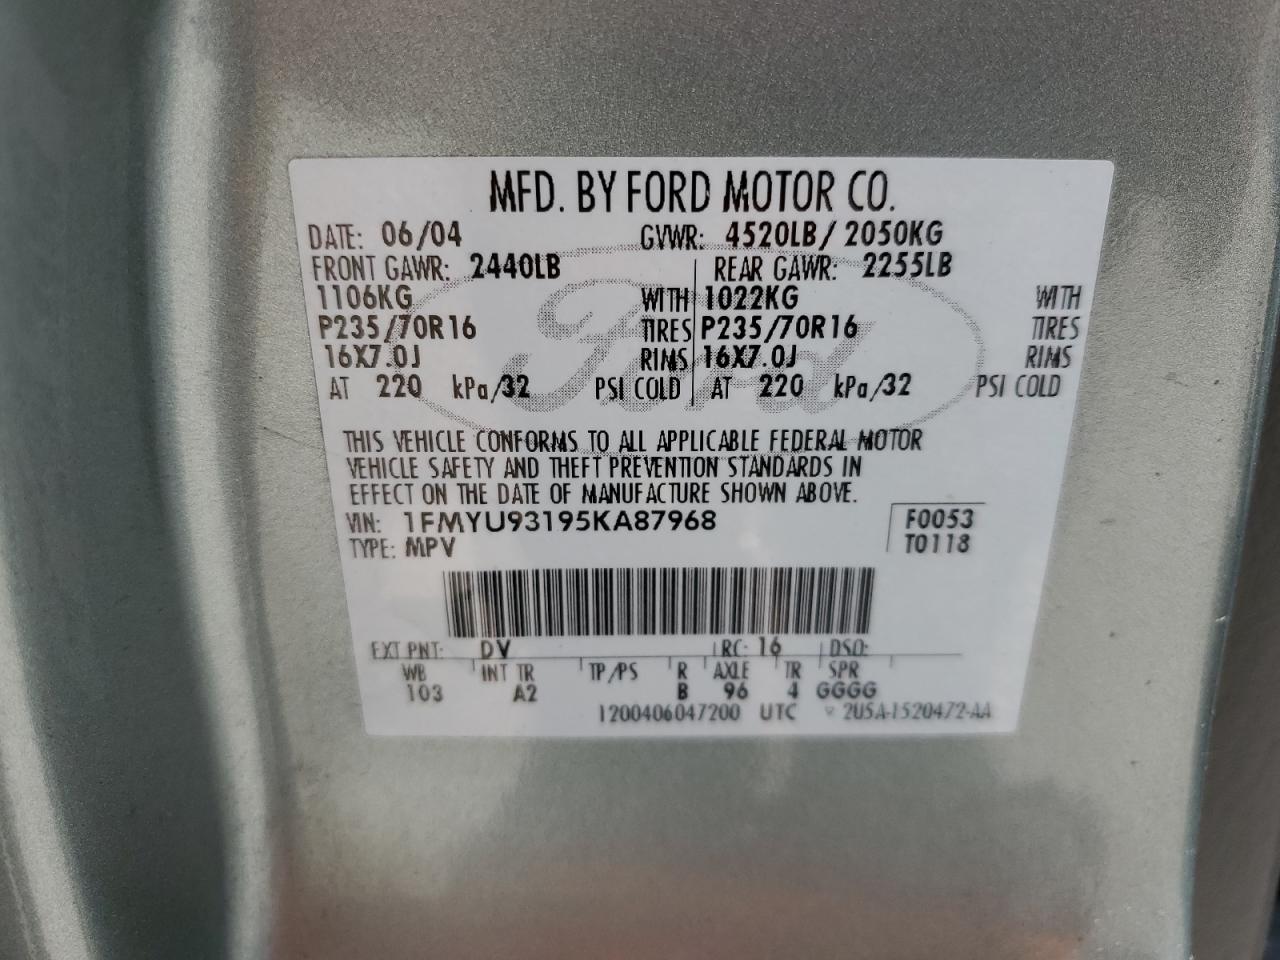 MFD. BY FORD MOTOR CO.
DATE: 06/04 GVWR: 4520LB/ 2050KG
FRONT GAWR: 2440LB REAR GAWR: 2255LB
1106KG WITH 1022KG WITH
P235/70R16 TIRES P235/70R16 TIRES
16X7.0J RIMS 16X7.0J RIMS
AT 220 kPa/32 PSI COLD AT 220 kPa/32 PSI COLD
Ford
THIS VEHICLE CONFORMS TO ALL APPLICABLE FEDERAL MOTOR
VEHICLE SAFETY AND THEFT PREVENTION STANDARDS IN
EFFECT ON THE DATE OF MANUFACTURE SHOWN ABOVE.
VIN: 1FMYU93195KA87968 F0053
TYPE: MPV T0118
EXT PNT: DV RC: 16 DSO:
WB INT TR TP/PS R AXLE TR SPR
103 A2 B 96 4 GGGG
1200406047200 UTC 2U5A-1520472-AA